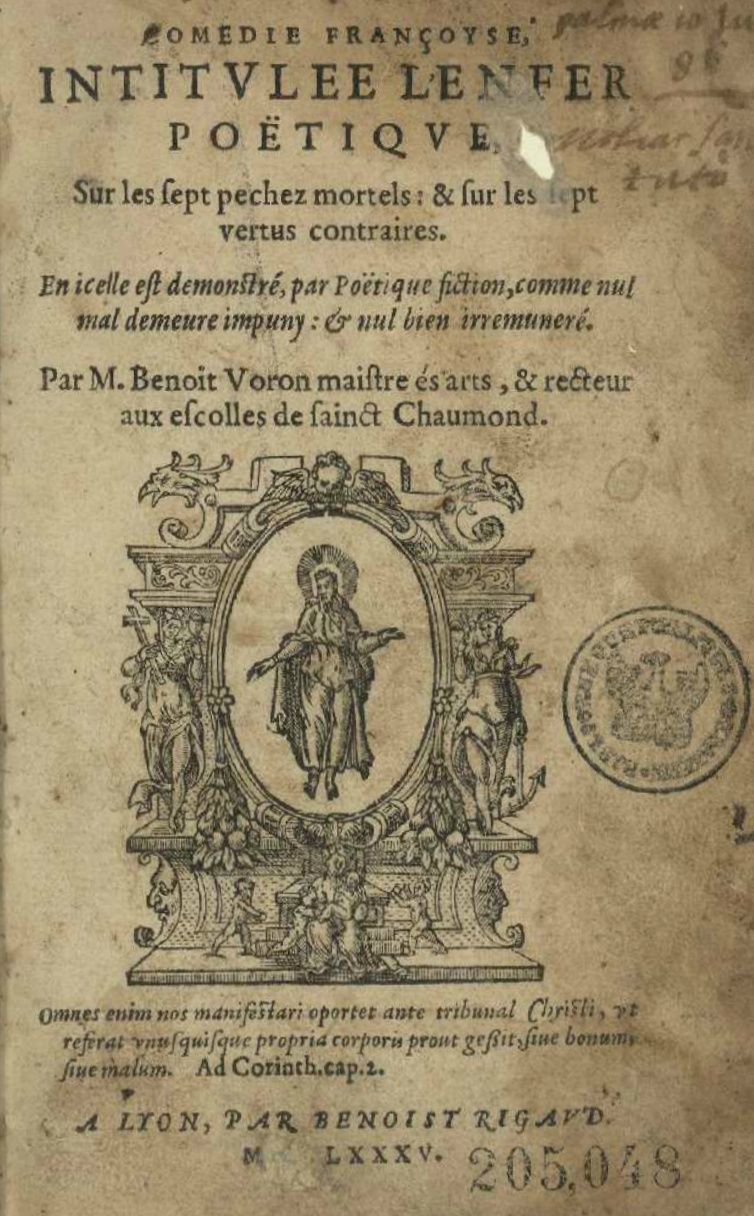 COMEDIE FRANÇOYSE,
INTITVLEE L'ENFER
POËTIQVE,
Sur les ſept pechez mortels : & ſur les ſept
vertus contraires.
En icelle eſt demonſtré, par Poëtique fiction, comme nul
mal demeure impuny : & nul bien irremuneré.
Par M. Benoit Voron maiſtre és arts, & recteur
aux eſcolles de ſainct Chaumond.
Omnes enim nos manifeſtari oportet ante tribunal Chriſti, vt
referat vnuſquiſque propria corporis prout geſſit, ſiue bonum,
ſiue malum. Ad Corinth. cap. 2.
A LYON, PAR BENOIST RIGAVD.
M LXXXV.
205,048